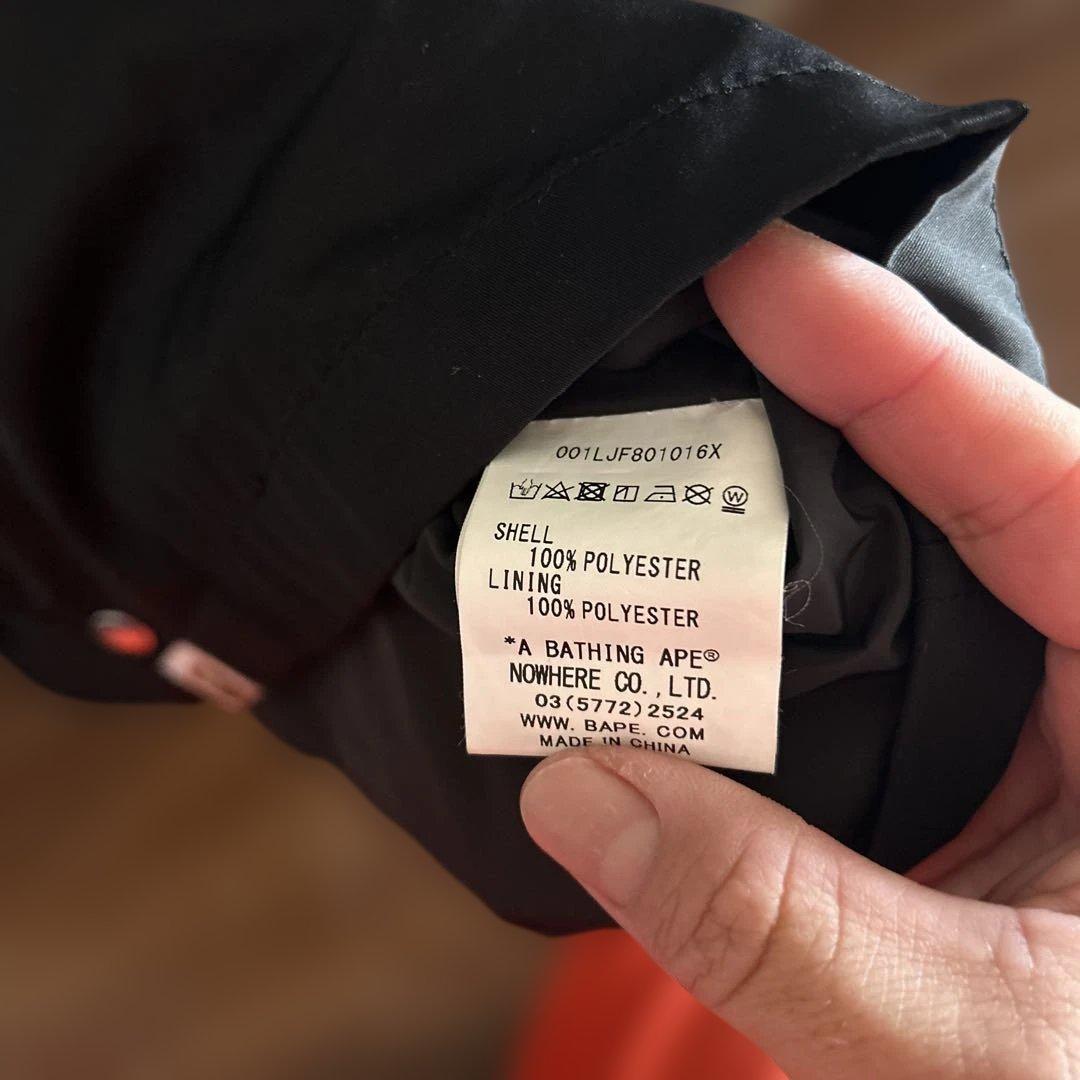 001LJF801016X
W
SHELL
100% POLYESTER
LINING
100% POLYESTER
*A BATHING APE®
NOWHERE CO., LTD.
03(5772)2524
WWW. BAPE. COM
MADE IN CHINA